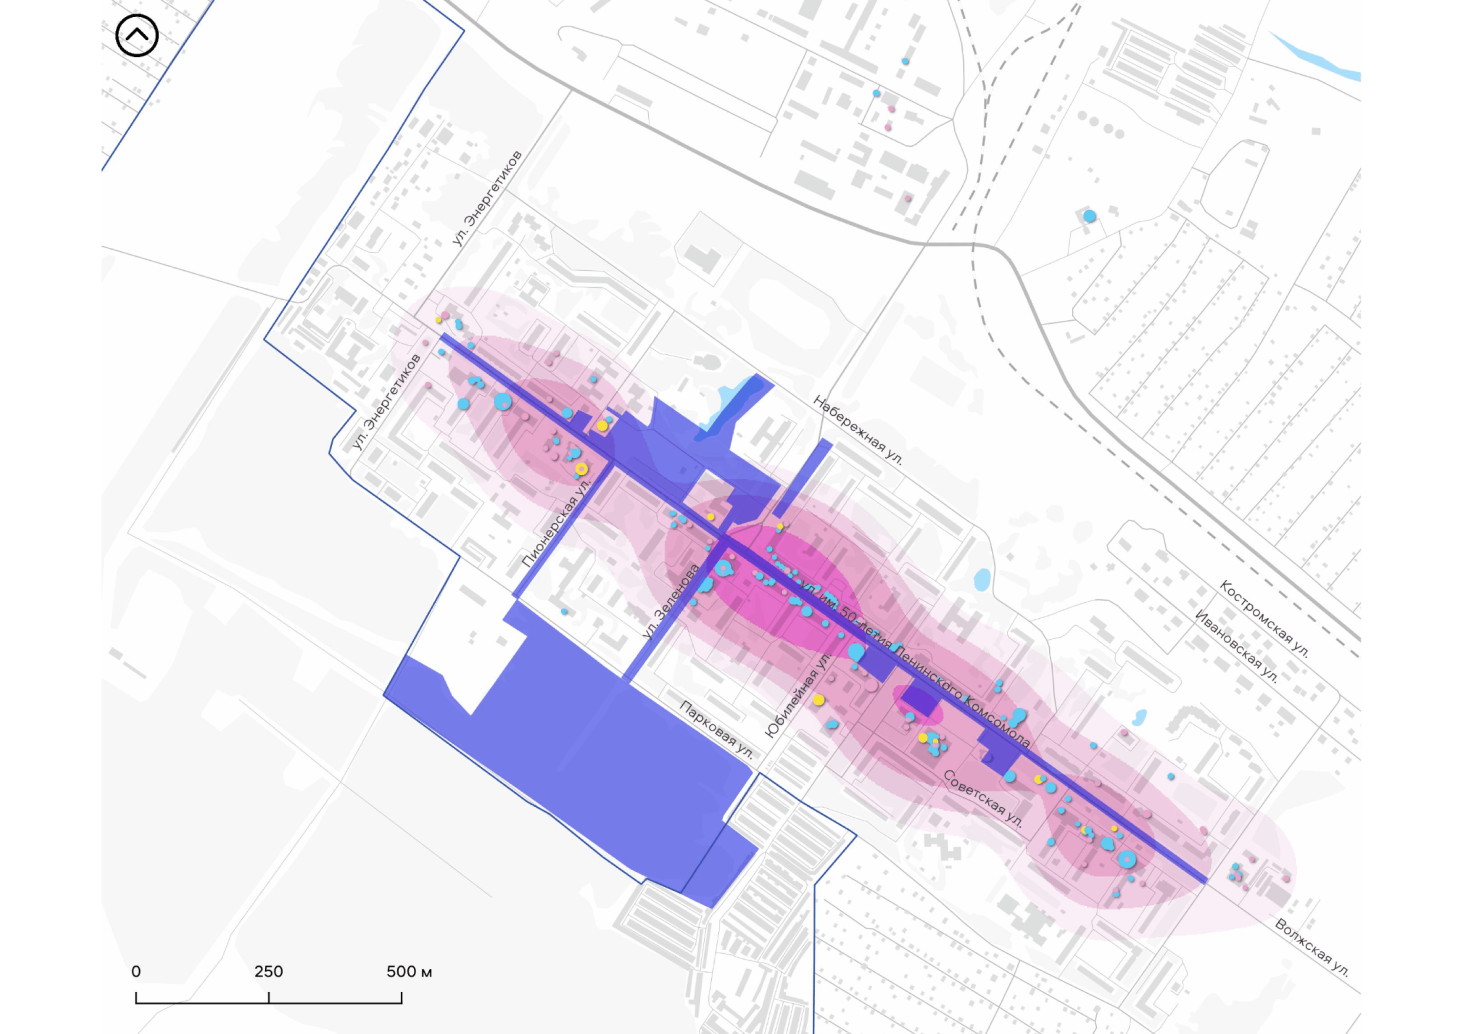 ул. Энергетиков
ул. Энергетиков
Набережная ул.
Пионерская ул.
ул. Зеленова
ул. им. 50-летия Ленинского Комсомола
Костромская ул.
Ивановская ул.
Юбилейная ул.
Парковая ул.
Советская ул.
Волжская ул.
0 250 500 м